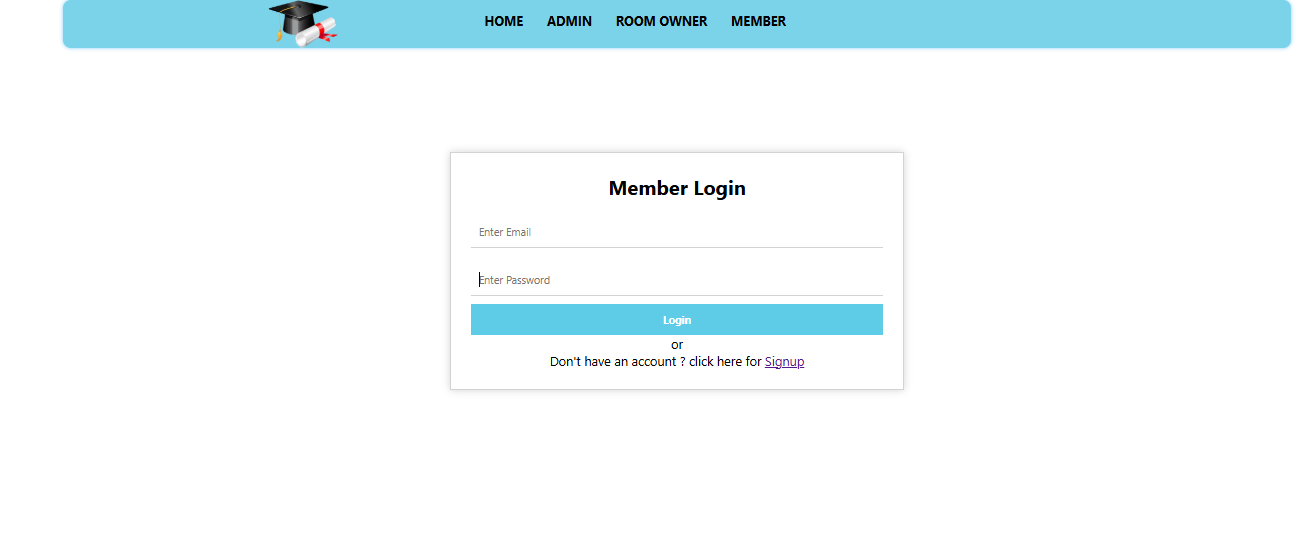 HOME ADMIN ROOM OWNER MEMBER
Member Login
Enter Email
Enter Password
Login
or
Don't have an account ? click here for Signup